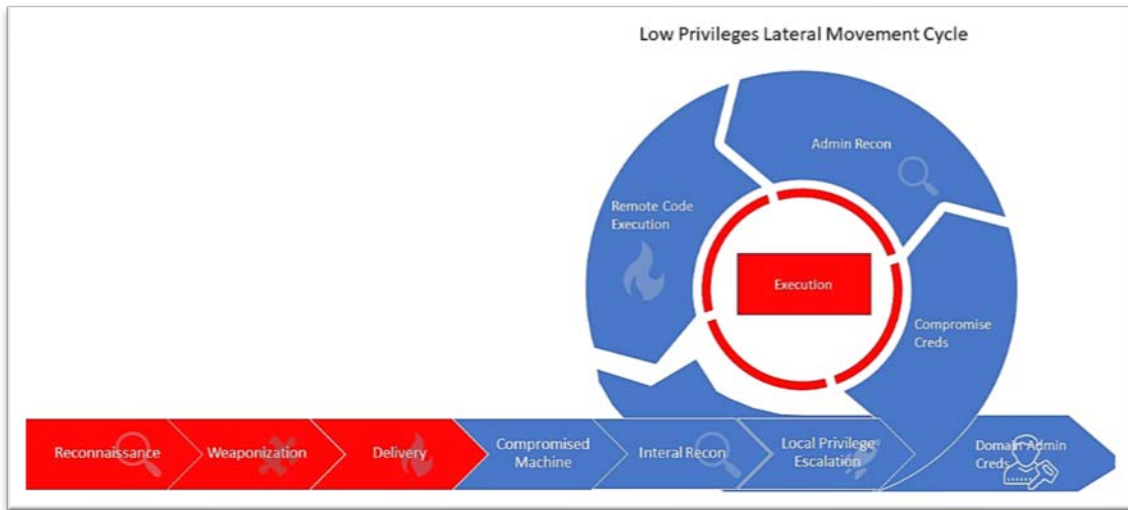 Low Privileges Lateral Movement Cycle
Admin Recon
Remote Code
Execution
Execution
Compromise
Creds
Reconnaissance
Weaponization
Delivery
Compromised
Machine
Interal Recon
Local Privilege
Escalation
Domain Admin
Creds